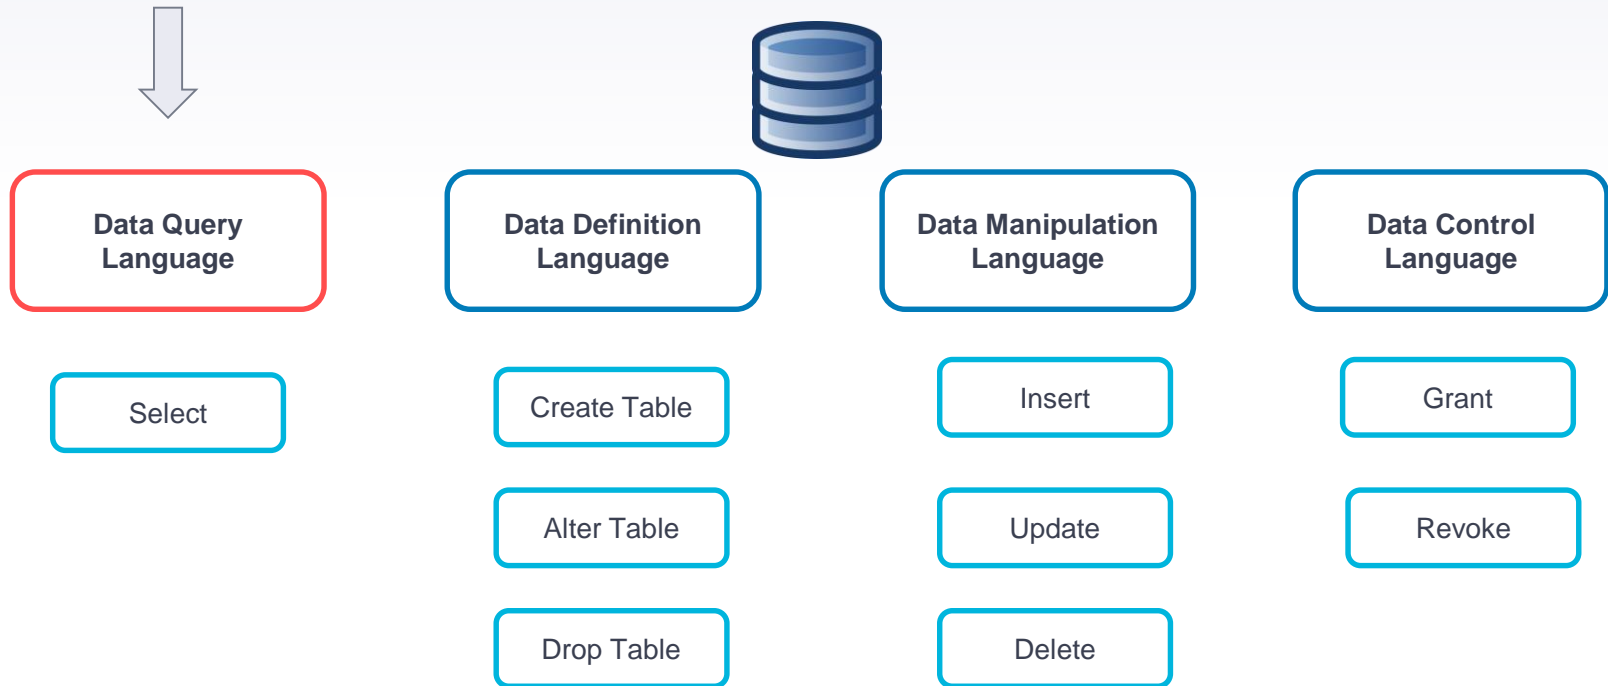 Data Query
Language
Data Definition
Language
Data Manipulation
Language
Data Control
Language
Select
Create Table
Insert
Grant
Alter Table
Update
Revoke
Drop Table
Delete